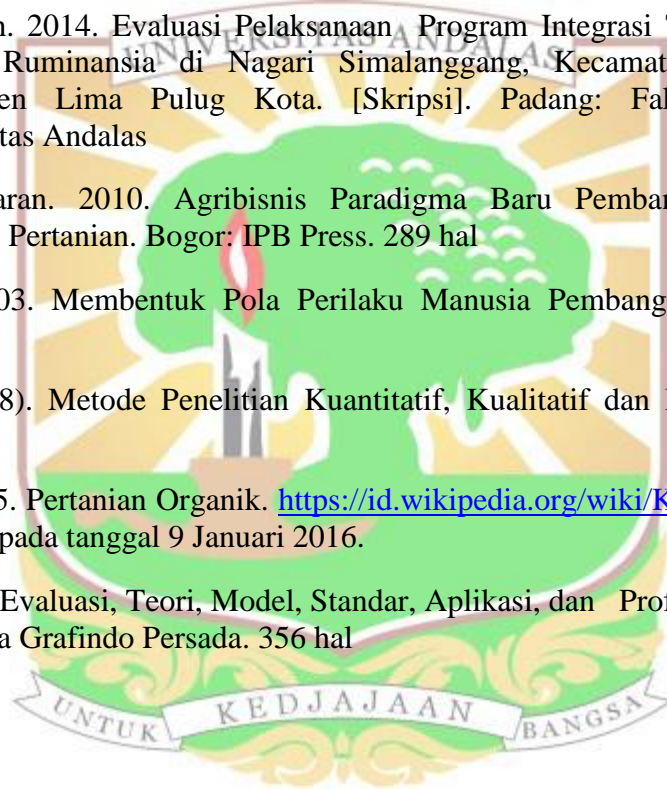 n. 2014. Evaluasi Pelaksanaan Program Integrasi
UNIVERSITAS ANDALAS
Ruminansia di Nagari Simalanggang, Kecamat
en Lima Pulug Kota. [Skripsi]. Padang: Fal
tas Andalas
aran. 2010. Agribisnis Paradigma Baru Pemban
Pertanian. Bogor: IPB Press. 289 hal
03. Membentuk Pola Perilaku Manusia Pembang
8). Metode Penelitian Kuantitatif, Kualitatif dan
5. Pertanian Organik. https://id.wikipedia.org/wiki/K
pada tanggal 9 Januari 2016.
Evaluasi, Teori, Model, Standar, Aplikasi, dan Prof
a Grafindo Persada. 356 hal
UNTUK KEDJAJAAN BANGSA